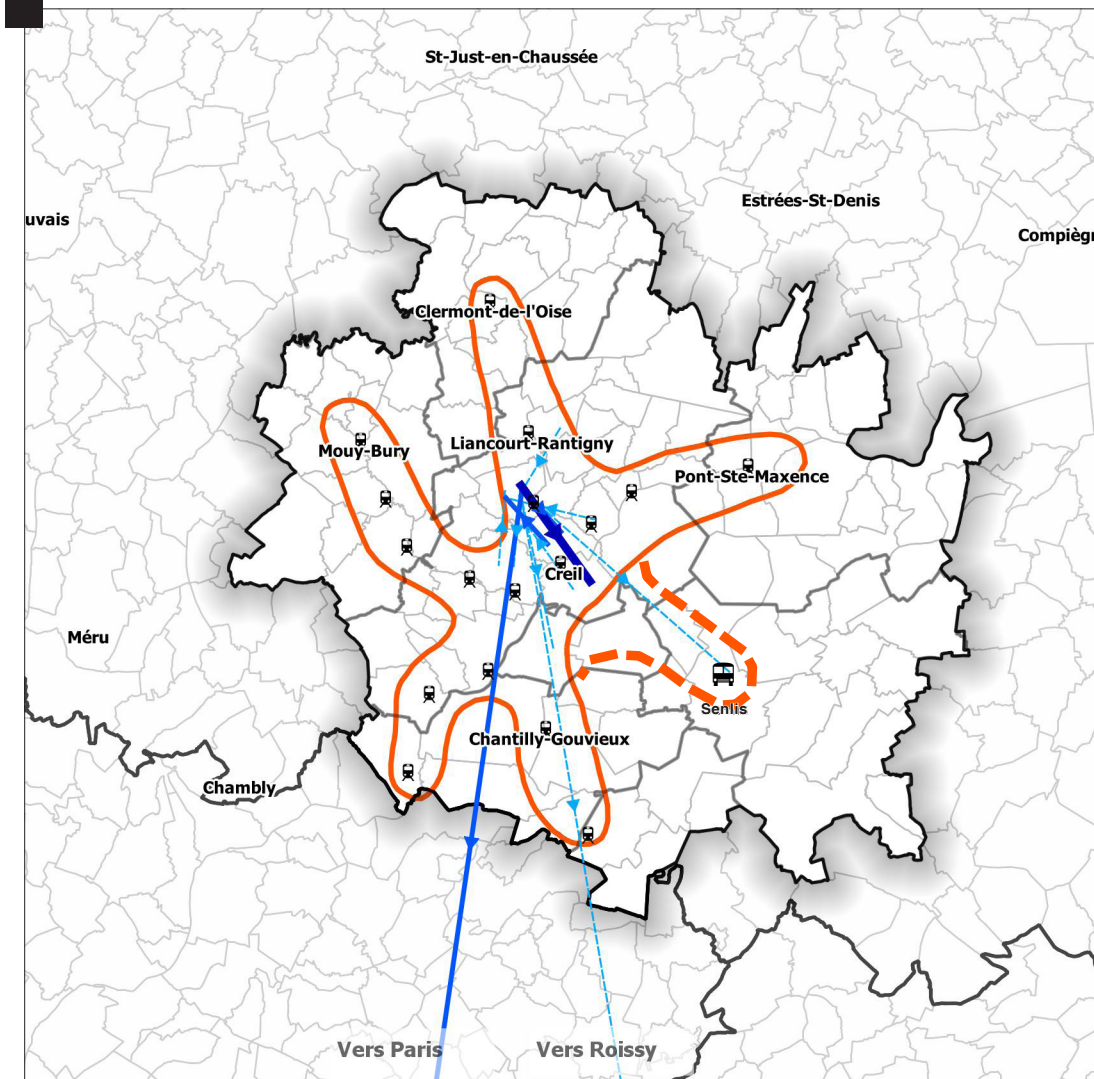 St-Just-en-Chaussée
Estrées-St-Denis
uvais
Compièg
Clermont-de-l'Oise
Liancourt-Rantigny
Mouy-Bury
Pont-Ste-Maxence
Creil
Méru
Senlis
Chantilly-Gouvieux
Chambly
Vers Paris
Vers Roissy